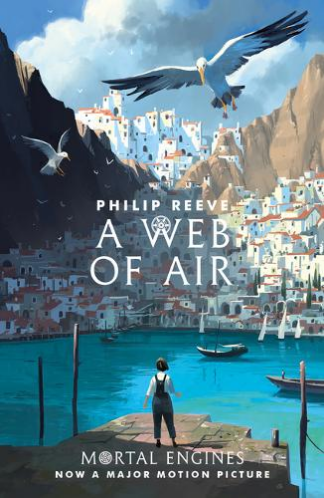 PHILIP REEVE
A WEB
OF AIR
MORTAL ENGINES
NOW A MAJOR MOTION PICTURE